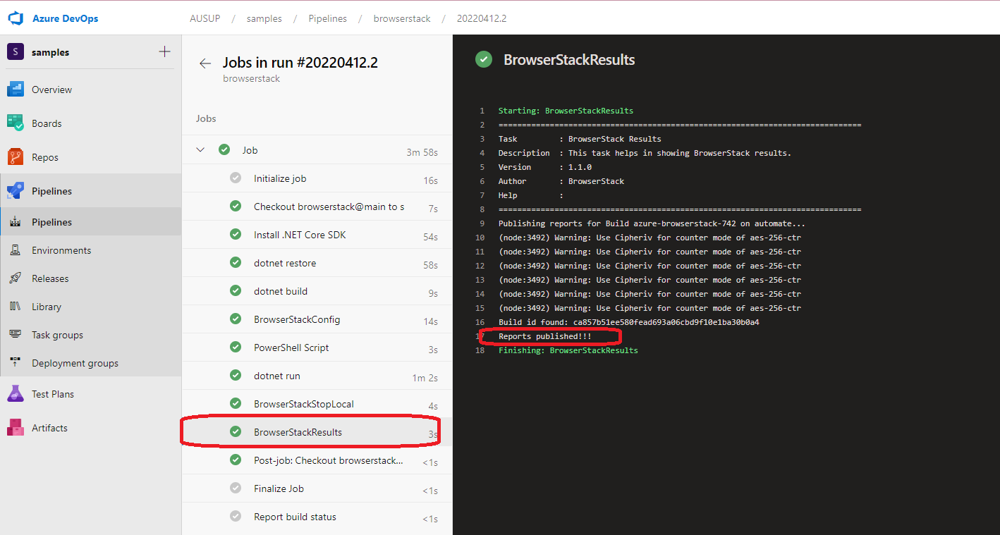 Azure DevOps
AUSUP / samples / Pipelines / browserstack / 20220412.2
S samples
Overview
Boards
Repos
Pipelines
Pipelines
Environments
Releases
Library
Task groups
Deployment groups
Test Plans
Artifacts
Jobs in run #20220412.2
browserstack
Jobs
Job 3m 58s
Initialize job 16s
Checkout browserstack@main to s 7s
Install .NET Core SDK 54s
dotnet restore 58s
dotnet build 9s
BrowserStackConfig 14s
PowerShell Script 3s
dotnet run 1m 2s
BrowserStackStopLocal 4s
BrowserStackResults 3s
Post-job: Checkout browserstack... <1s
Finalize Job <1s
Report build status <1s
BrowserStackResults
1 Starting: BrowserStackResults
2 ==============================================================================
3 Task : BrowserStack Results
4 Description : This task helps in showing BrowserStack results.
5 Version : 1.1.0
6 Author : BrowserStack
7 Help :
8 ==============================================================================
9 Publishing reports for Build azure-browserstack-742 on automate...
10 (node:3492) Warning: Use Cipheriv for counter mode of aes-256-ctr
11 (node:3492) Warning: Use Cipheriv for counter mode of aes-256-ctr
12 (node:3492) Warning: Use Cipheriv for counter mode of aes-256-ctr
13 (node:3492) Warning: Use Cipheriv for counter mode of aes-256-ctr
14 (node:3492) Warning: Use Cipheriv for counter mode of aes-256-ctr
15 (node:3492) Warning: Use Cipheriv for counter mode of aes-256-ctr
16 Build id found: ca857b51ee580fead693a06cbd9f10e1ba30b0a4
17 Reports published!!!
18 Finishing: BrowserStackResults